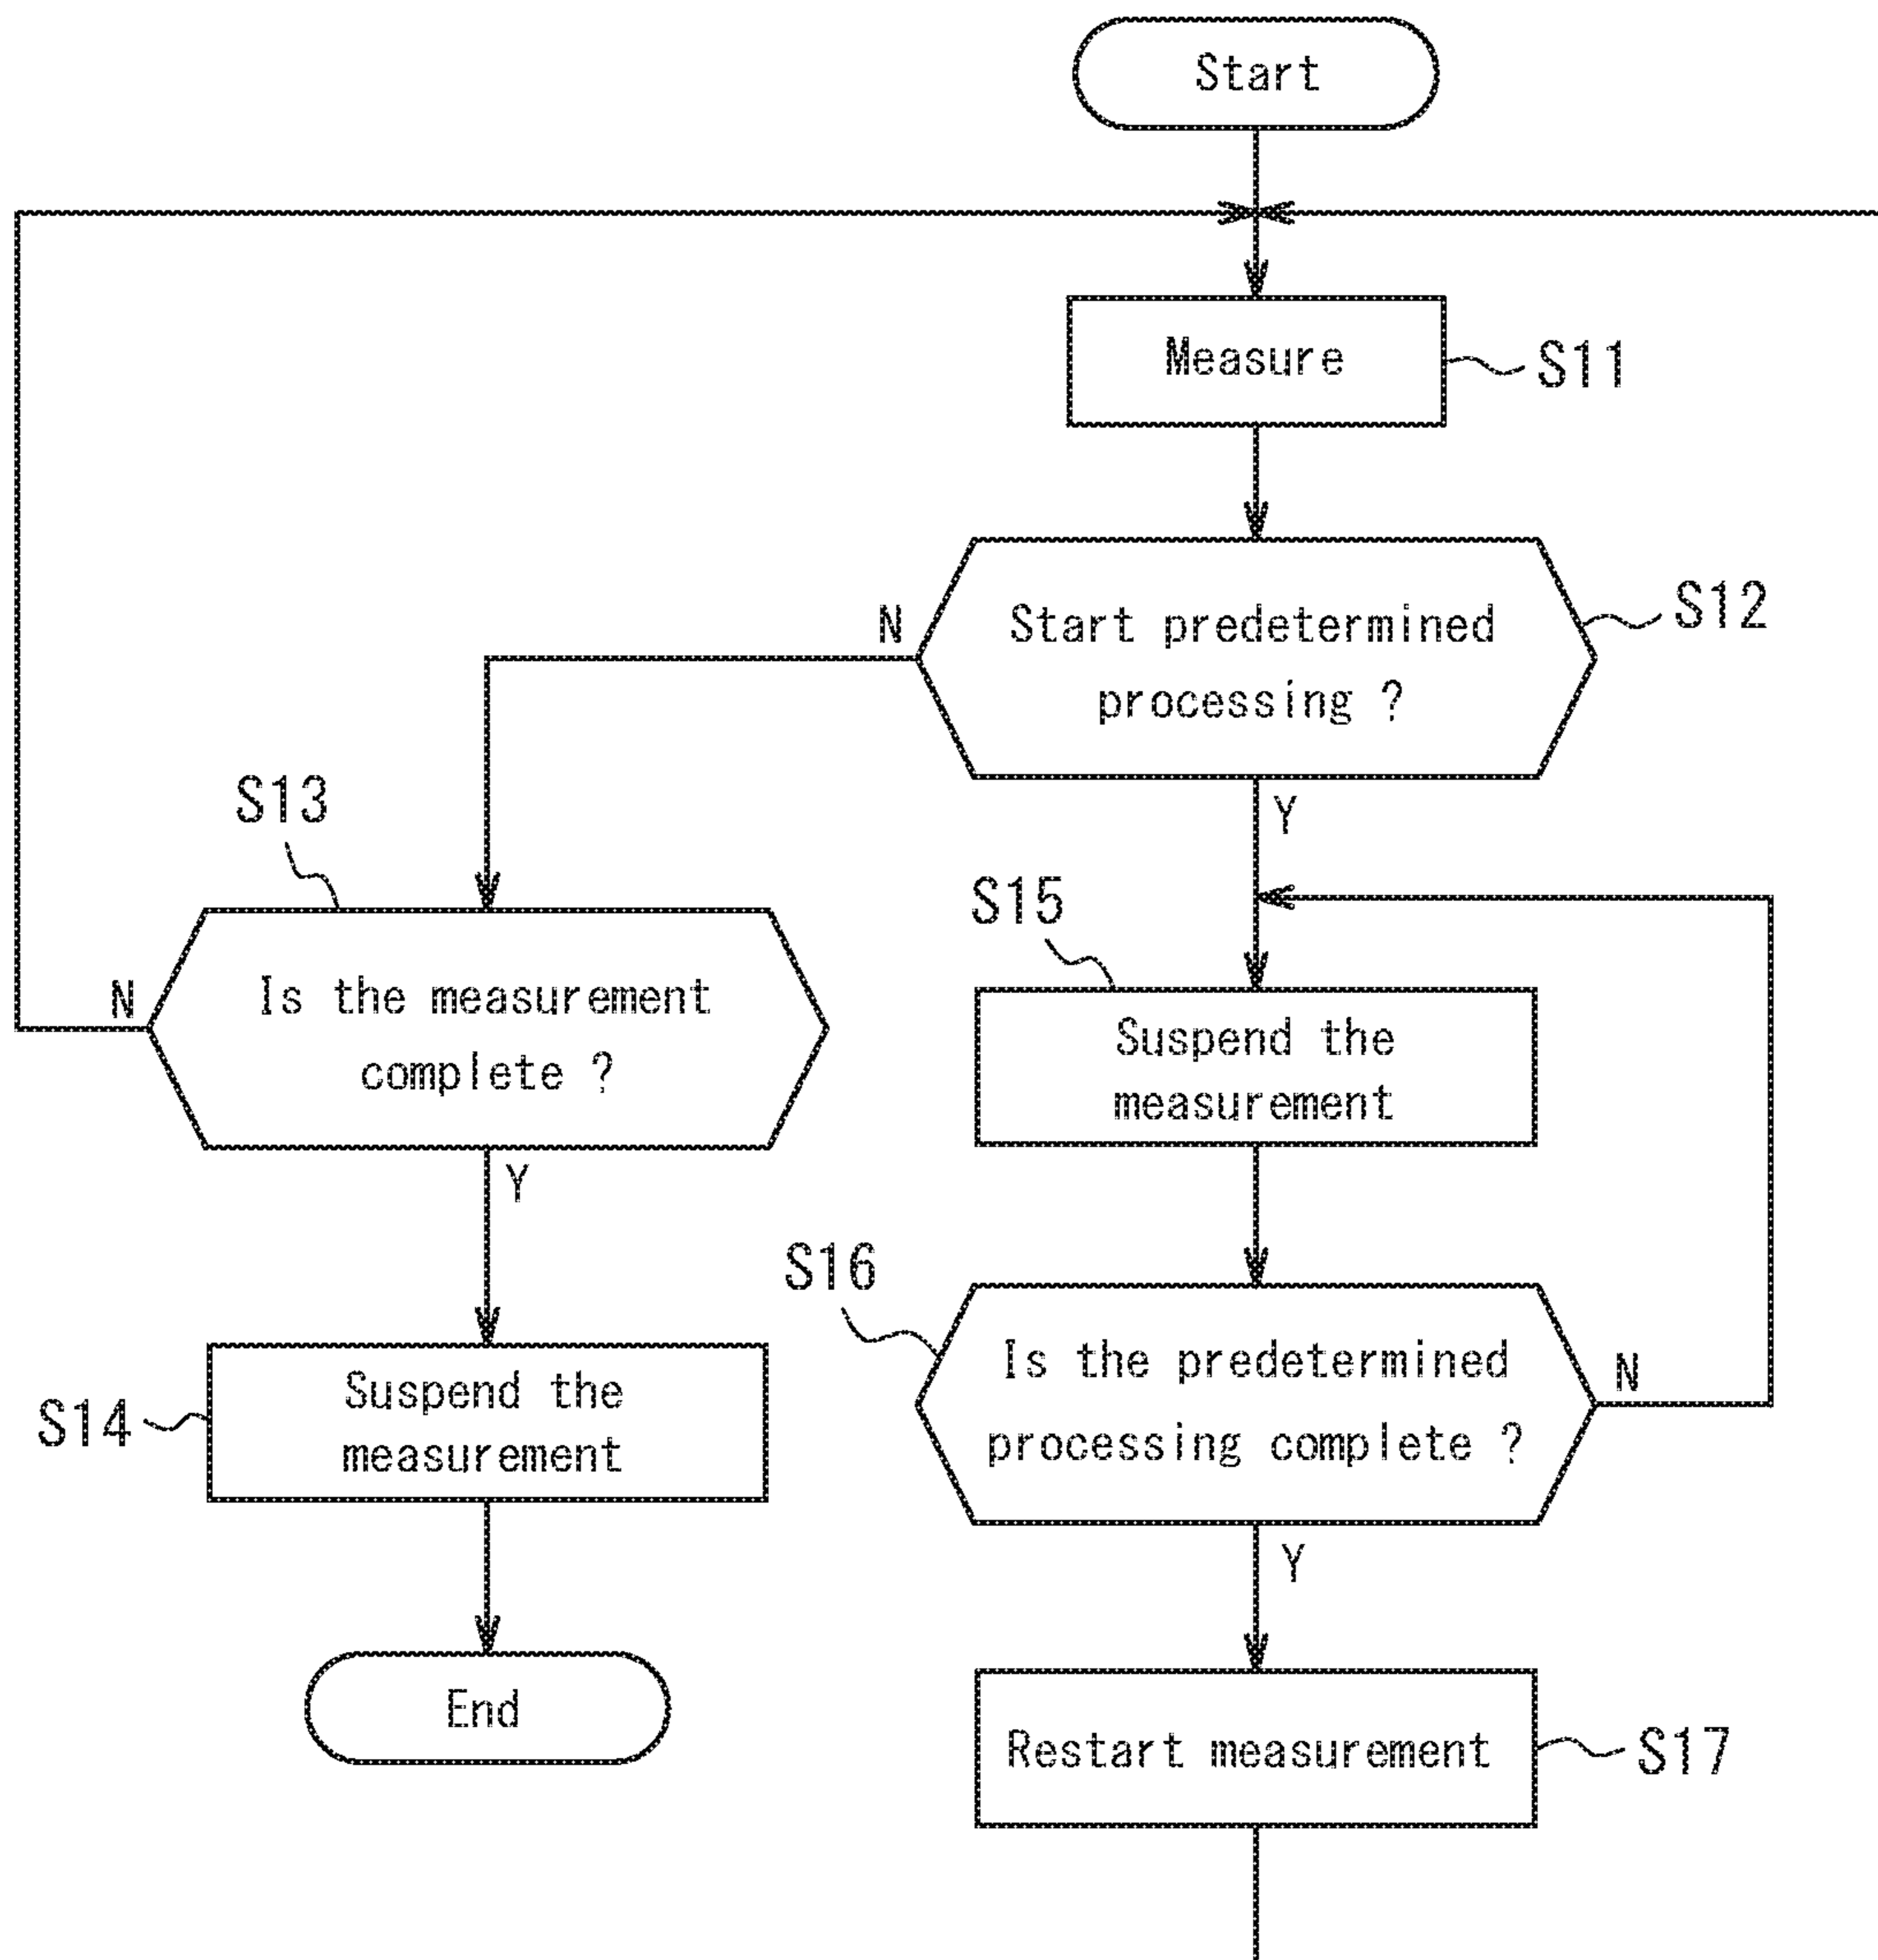 Start
Measure
S11
Start predetermined
processing ?
S12
N
Y
S13
Is the measurement
complete ?
N
Y
S15
Suspend the
measurement
S14
Suspend the
measurement
S16
Is the predetermined
processing complete ?
N
Y
End
Restart measurement
S17